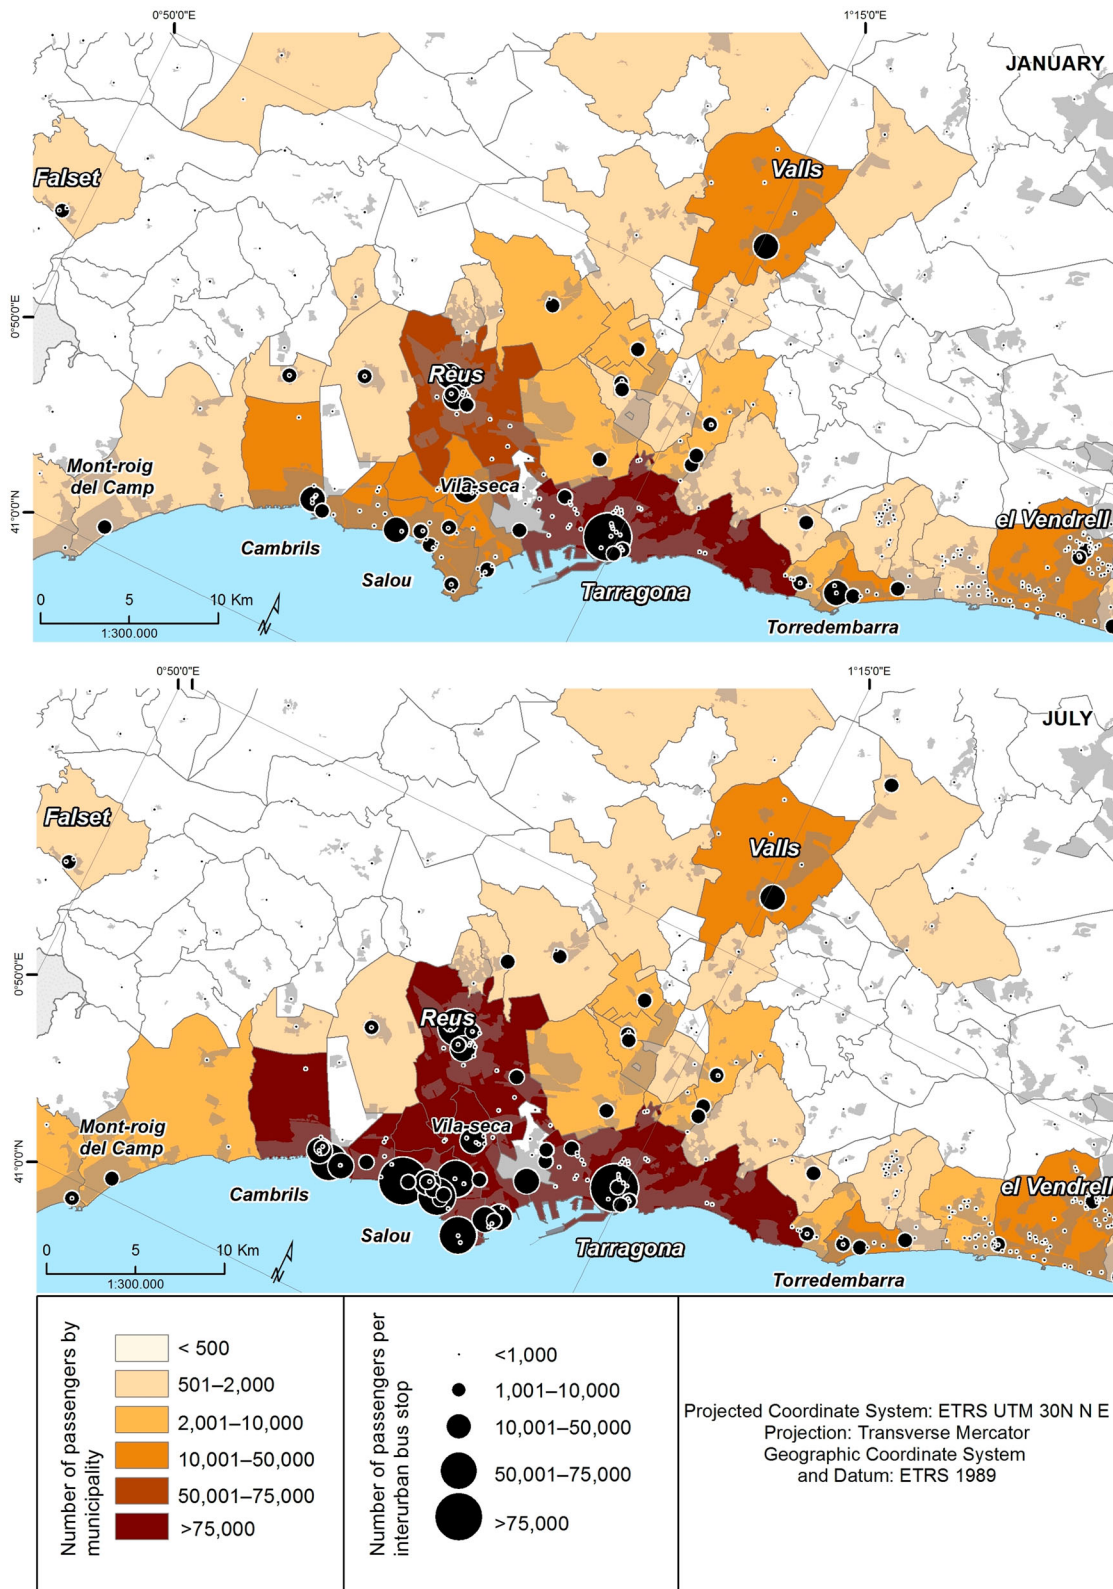 0°50'0"E
1°15'0"E
JANUARY
Falset
Valls
0°50'0"E
Reus
Mont-roig
del Camp
Vila-seca
41°0'0"N
el Vendrell
Cambrils
Salou
Tarragona
0 5 10 Km
1:300.000
N
Torredembarra
0°50'0"E
1°15'0"E
JULY
Falset
Valls
0°50'0"E
Reus
Mont-roig
del Camp
Vila-seca
41°0'0"N
el Vendrell
Cambrils
Salou
Tarragona
0 5 10 Km
1:300.000
N
Torredembarra
Number of passengers by
municipality
< 500
501–2,000
2,001–10,000
10,001–50,000
50,001–75,000
>75,000
Number of passengers per
interurban bus stop
<1,000
1,001–10,000
10,001–50,000
50,001–75,000
>75,000
Projected Coordinate System: ETRS UTM 30N N E
Projection: Transverse Mercator
Geographic Coordinate System
and Datum: ETRS 1989